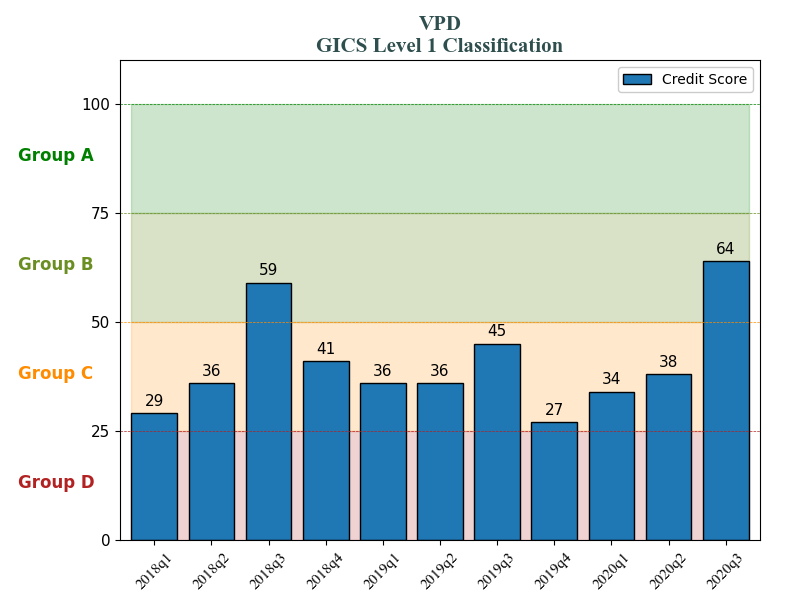 VPD
GICS Level 1 Classification
Credit Score
100
Group A
75
Group B
64
59
50
45
41
Group C
38
36
36
36
34
29
27
25
Group D
0
2018q1
2018q2
2018q3
2018q4
2019q1
2019q2
2019q3
2019q4
2020q1
2020q2
2020q3